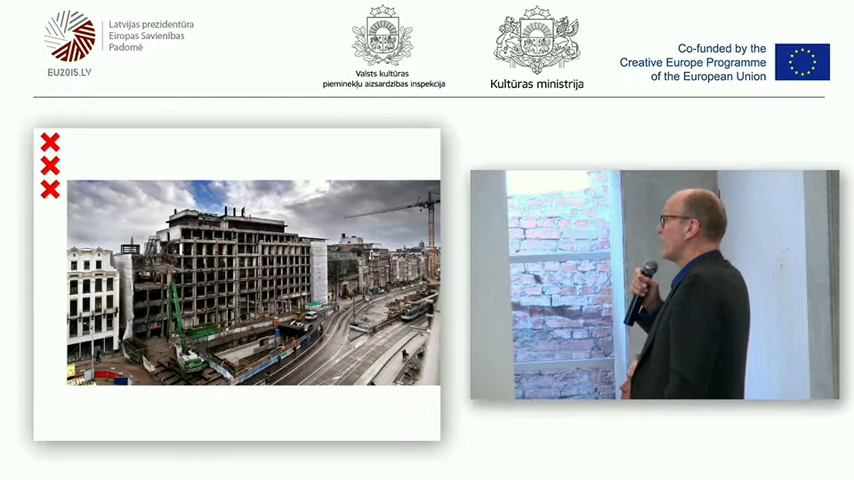 Latvijas prezidentūra
Eiropas Savienības
Padomē
EU2015.LV
Valsts kultūras
pieminekļu aizsardzības inspekcija
Kultūras ministrija
Co-funded by the
Creative Europe Programme
of the European Union